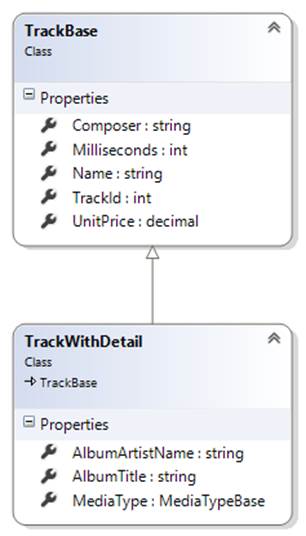 TrackBase
Class
Properties
Composer : string
Milliseconds : int
Name : string
TrackId : int
UnitPrice : decimal
TrackWithDetail
Class
TrackBase
Properties
AlbumArtistName : string
AlbumTitle : string
MediaType : MediaTypeBase